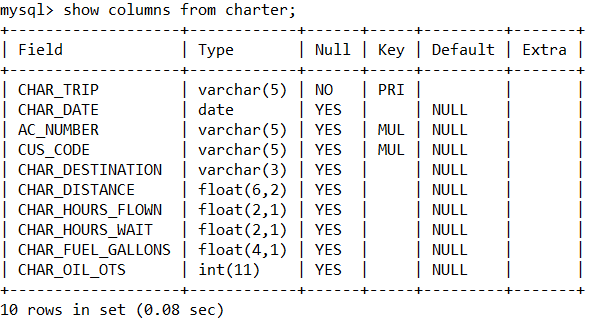 mysql> show columns from charter;
+------------------+------------+------+-----+---------+-------+
| Field            | Type       | Null | Key | Default | Extra |
+------------------+------------+------+-----+---------+-------+
| CHAR_TRIP        | varchar(5) | NO   | PRI |         |       |
| CHAR_DATE        | date       | YES  |     | NULL    |       |
| AC_NUMBER        | varchar(5) | YES  | MUL | NULL    |       |
| CUS_CODE         | varchar(5) | YES  | MUL | NULL    |       |
| CHAR_DESTINATION | varchar(3) | YES  |     | NULL    |       |
| CHAR_DISTANCE    | float(6,2) | YES  |     | NULL    |       |
| CHAR_HOURS_FLOWN | float(2,1) | YES  |     | NULL    |       |
| CHAR_HOURS_WAIT  | float(2,1) | YES  |     | NULL    |       |
| CHAR_FUEL_GALLONS | float(4,1) | YES  |     | NULL    |       |
| CHAR_OIL_OTS     | int(11)    | YES  |     | NULL    |       |
+------------------+------------+------+-----+---------+-------+
10 rows in set (0.08 sec)